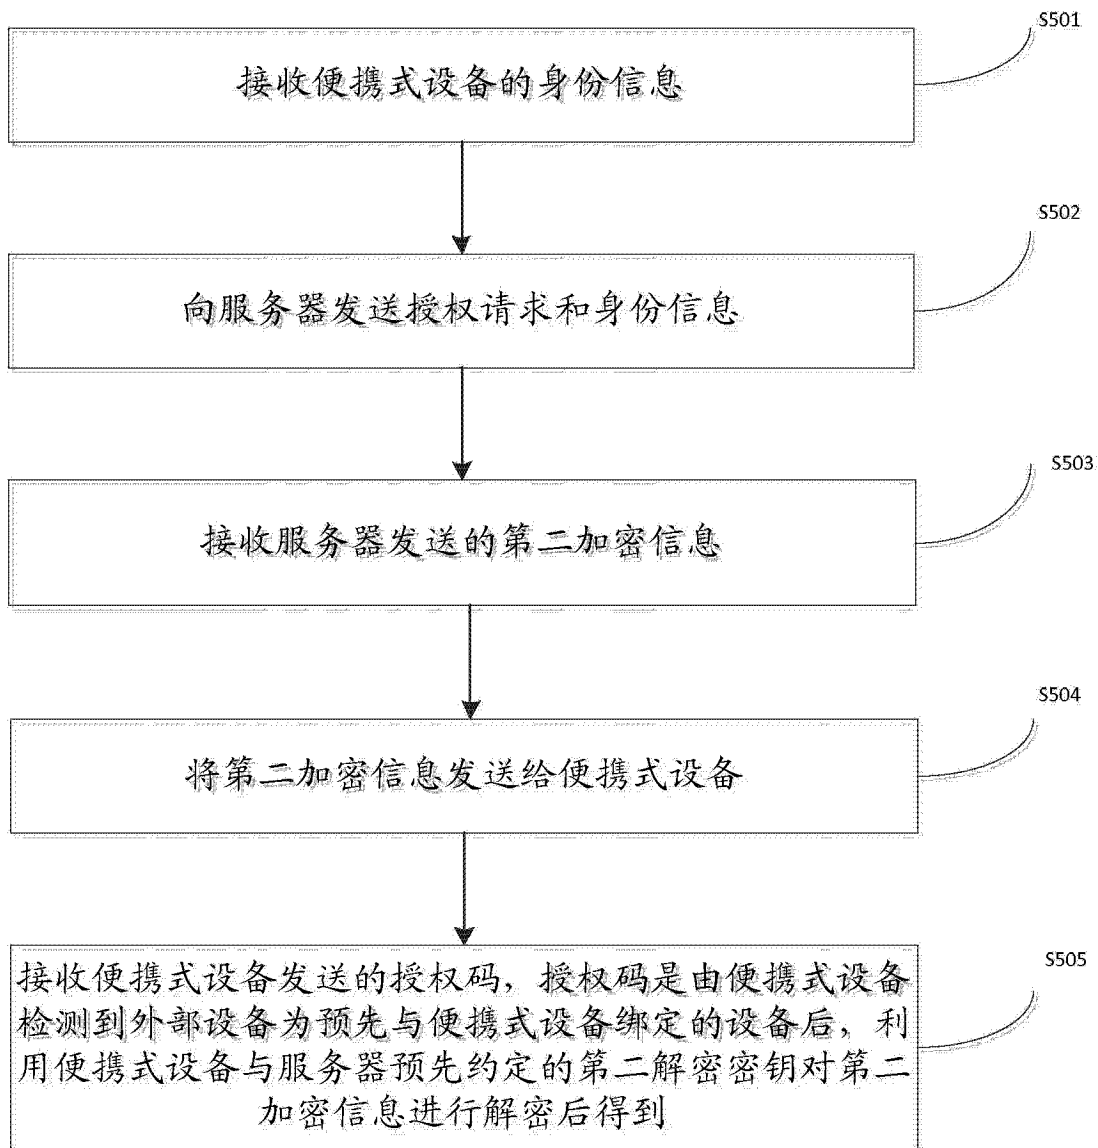 S501
接收便携式设备的身份信息
S502
向服务器发送授权请求和身份信息
S503
接收服务器发送的第二加密信息
S504
将第二加密信息发送给便携式设备
S505
接收便携式设备发送的授权码，授权码是由便携式设备
检测到外部设备为预先与便携式设备绑定的设备后，利
用便携式设备与服务器预先约定的第二解密密钥对第二
加密信息进行解密后得到